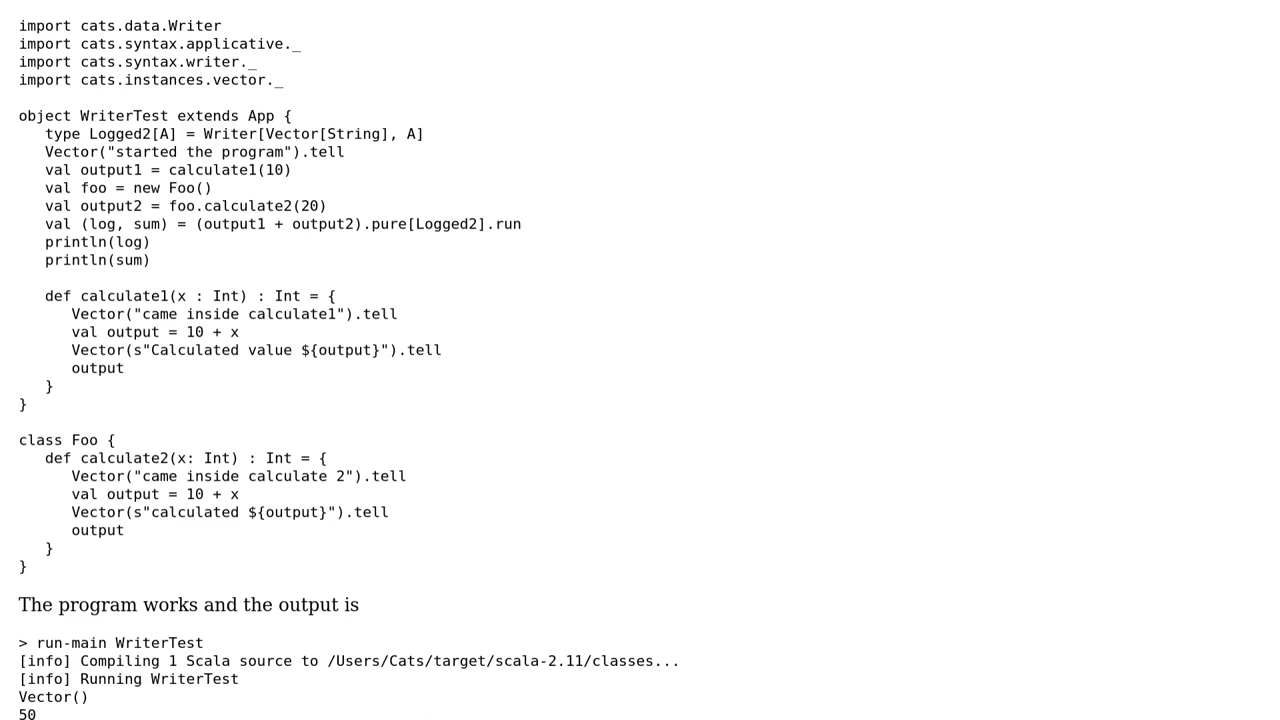 import cats.data.Writer
import cats.syntax.applicative._
import cats.syntax.writer._
import cats.instances.vector._

object WriterTest extends App {
   type Logged2[A] = Writer[Vector[String], A]
   Vector("started the program").tell
   val output1 = calculate1(10)
   val foo = new Foo()
   val output2 = foo.calculate2(20)
   val (log, sum) = (output1 + output2).pure[Logged2].run
   println(log)
   println(sum)

   def calculate1(x : Int) : Int = {
      Vector("came inside calculate1").tell
      val output = 10 + x
      Vector(s"Calculated value ${output}").tell
      output
   }
}

class Foo {
   def calculate2(x: Int) : Int = {
      Vector("came inside calculate 2").tell
      val output = 10 + x
      Vector(s"calculated ${output}").tell
      output
   }
}

The program works and the output is

> run-main WriterTest
[info] Compiling 1 Scala source to /Users/Cats/target/scala-2.11/classes...
[info] Running WriterTest
Vector()
50